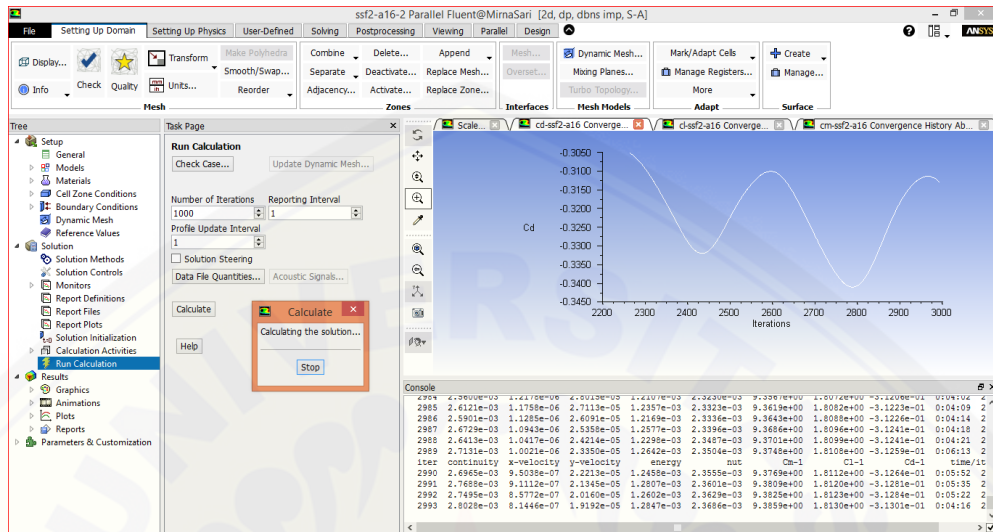 ssf2-a16-2 Parallel Fluent@MirnaSari [2d, dp, dbns imp, S-A]
File Setting Up Domain Setting Up Physics User-Defined Solving Postprocessing Viewing Parallel Design
ANSYS
Display... Transform Make Polyhedra Combine Delete... Append Mesh... Dynamic Mesh... Mark/Adapt Cells Create
Smooth/Swap... Separate Deactivate... Replace Mesh... Overset... Mixing Planes... Manage Registers... Manage...
Info Check Quality Units... Reorder Adjacency... Activate... Replace Zone... Turbo Topology... More
Mesh Zones Interfaces Mesh Models Adapt Surface
Tree
Setup
General
Models
Materials
Cell Zone Conditions
Boundary Conditions
Dynamic Mesh
Reference Values
Solution
Solution Methods
Solution Controls
Monitors
Report Definitions
Report Files
Report Plots
Solution Initialization
Calculation Activities
Run Calculation
Results
Graphics
Animations
Plots
Reports
Parameters & Customization
Task Page
Run Calculation
Check Case... Update Dynamic Mesh...
Number of Iterations Reporting Interval
1000 1
Profile Update Interval
1
Solution Steering
Data File Quantities... Acoustic Signals...
Calculate
Help
Calculate
Calculating the solution...
Stop
Scale... cd-ssf2-a16 Converge... cl-ssf2-a16 Converge... cm-ssf2-a16 Convergence History Ab...
-0.3050
-0.3100
-0.3150
-0.3200
Cd
-0.3250
-0.3300
-0.3350
-0.3400
-0.3450
2200 2300 2400 2500 2600 2700 2800 2900 3000
Iterations
Console
2985 2.6121e-03 1.1758e-06 2.7113e-05 1.2357e-03 2.3323e-03 9.3619e+00 1.8082e+00 -3.1223e-01 0:04:09 2
2986 2.5901e-03 1.1285e-06 2.6091e-05 1.2169e-03 2.3336e-03 9.3643e+00 1.8088e+00 -3.1226e-01 0:04:14 2
2987 2.6729e-03 1.0943e-06 2.5358e-05 1.2577e-03 2.3396e-03 9.3686e+00 1.8096e+00 -3.1241e-01 0:04:18 2
2988 2.6413e-03 1.0417e-06 2.4214e-05 1.2298e-03 2.3487e-03 9.3701e+00 1.8099e+00 -3.1241e-01 0:04:21 2
2989 2.7131e-03 1.0021e-06 2.3350e-05 1.2642e-03 2.3504e-03 9.3748e+00 1.8108e+00 -3.1259e-01 0:06:13 2
iter continuity x-velocity y-velocity energy nut Cm-1 Cl-1 Cd-1 time/it
2990 2.6965e-03 9.5038e-07 2.2213e-05 1.2458e-03 2.3555e-03 9.3769e+00 1.8112e+00 -3.1264e-01 0:05:52 2
2991 2.7688e-03 9.1112e-07 2.1345e-05 1.2807e-03 2.3601e-03 9.3809e+00 1.8120e+00 -3.1281e-01 0:05:35 2
2992 2.7495e-03 8.5772e-07 2.0160e-05 1.2602e-03 2.3629e-03 9.3825e+00 1.8123e+00 -3.1284e-01 0:05:22 2
2993 2.8028e-03 8.1446e-07 1.9192e-05 1.2847e-03 2.3686e-03 9.3859e+00 1.8130e+00 -3.1301e-01 0:04:16 2